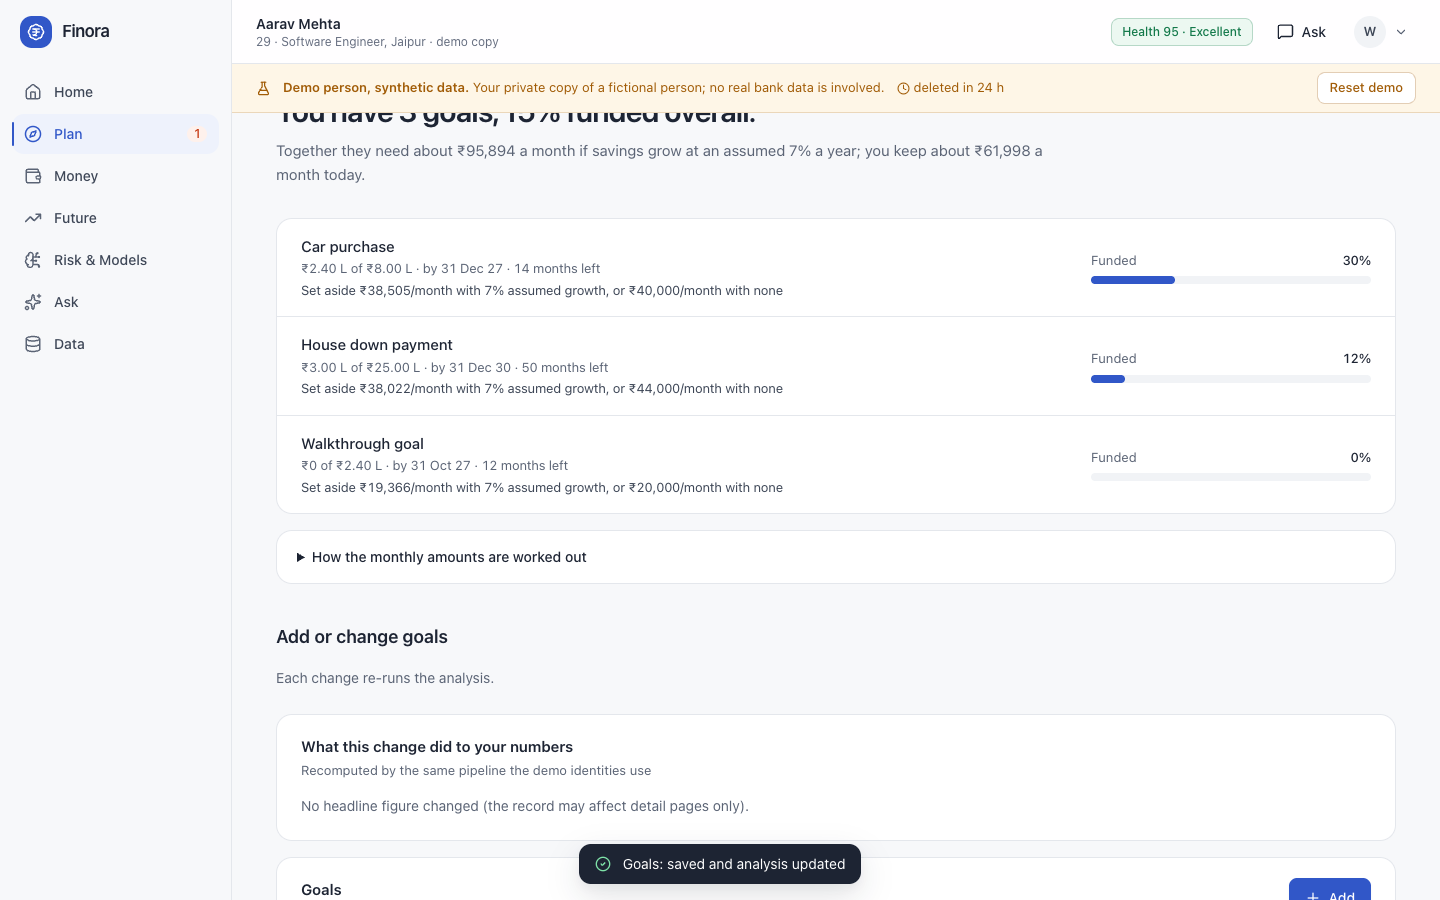 Finora
Home
Plan 1
Money
Future
Risk & Models
Ask
Data
Aarav Mehta
29 · Software Engineer, Jaipur · demo copy
Health 95 · Excellent
Ask
W
Demo person, synthetic data. Your private copy of a fictional person; no real bank data is involved. deleted in 24 h
Reset demo
You have 3 goals, 15% funded overall.
Together they need about ₹95,894 a month if savings grow at an assumed 7% a year; you keep about ₹61,998 a
month today.
Car purchase
₹2.40 L of ₹8.00 L · by 31 Dec 27 · 14 months left
Set aside ₹38,505/month with 7% assumed growth, or ₹40,000/month with none
Funded 30%
House down payment
₹3.00 L of ₹25.00 L · by 31 Dec 30 · 50 months left
Set aside ₹38,022/month with 7% assumed growth, or ₹44,000/month with none
Funded 12%
Walkthrough goal
₹0 of ₹2.40 L · by 31 Oct 27 · 12 months left
Set aside ₹19,366/month with 7% assumed growth, or ₹20,000/month with none
Funded 0%
How the monthly amounts are worked out
Add or change goals
Each change re-runs the analysis.
What this change did to your numbers
Recomputed by the same pipeline the demo identities use
No headline figure changed (the record may affect detail pages only).
Goals: saved and analysis updated
Goals
Add